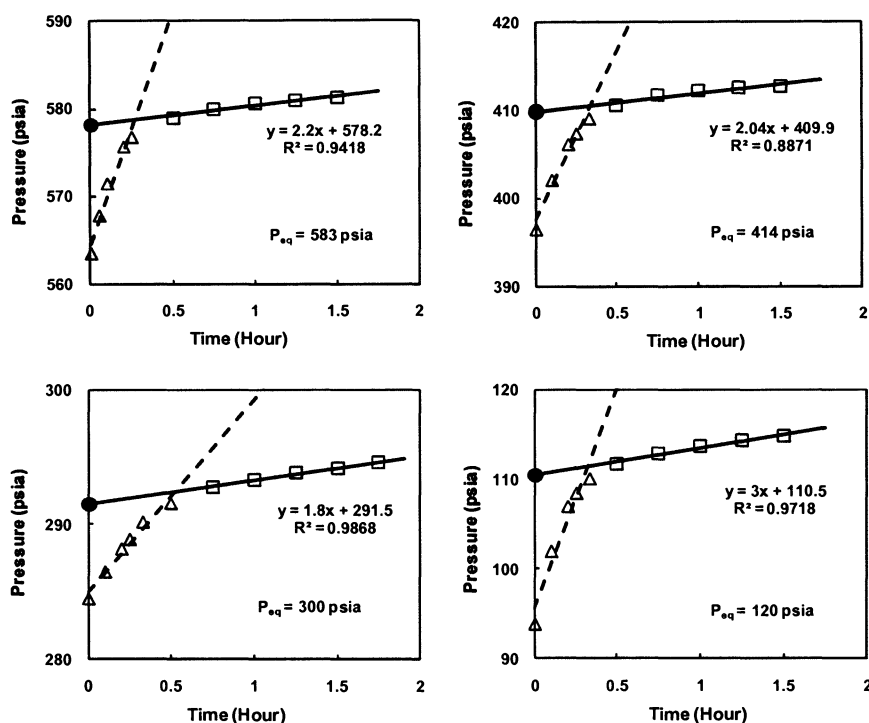 590
580
570
560
Pressure (psia)
y = 2.2x + 578.2
R² = 0.9418
Peq = 583 psia
0 0.5 1 1.5 2
Time (Hour)
420
410
400
390
Pressure (psia)
y = 2.04x + 409.9
R² = 0.8871
Peq = 414 psia
0 0.5 1 1.5 2
Time (Hour)
300
290
280
Pressure (psia)
y = 1.8x + 291.5
R² = 0.9868
Peq = 300 psia
0 0.5 1 1.5 2
Time (Hour)
120
110
100
90
Pressure (psia)
y = 3x + 110.5
R² = 0.9718
Peq = 120 psia
0 0.5 1 1.5 2
Time (Hour)